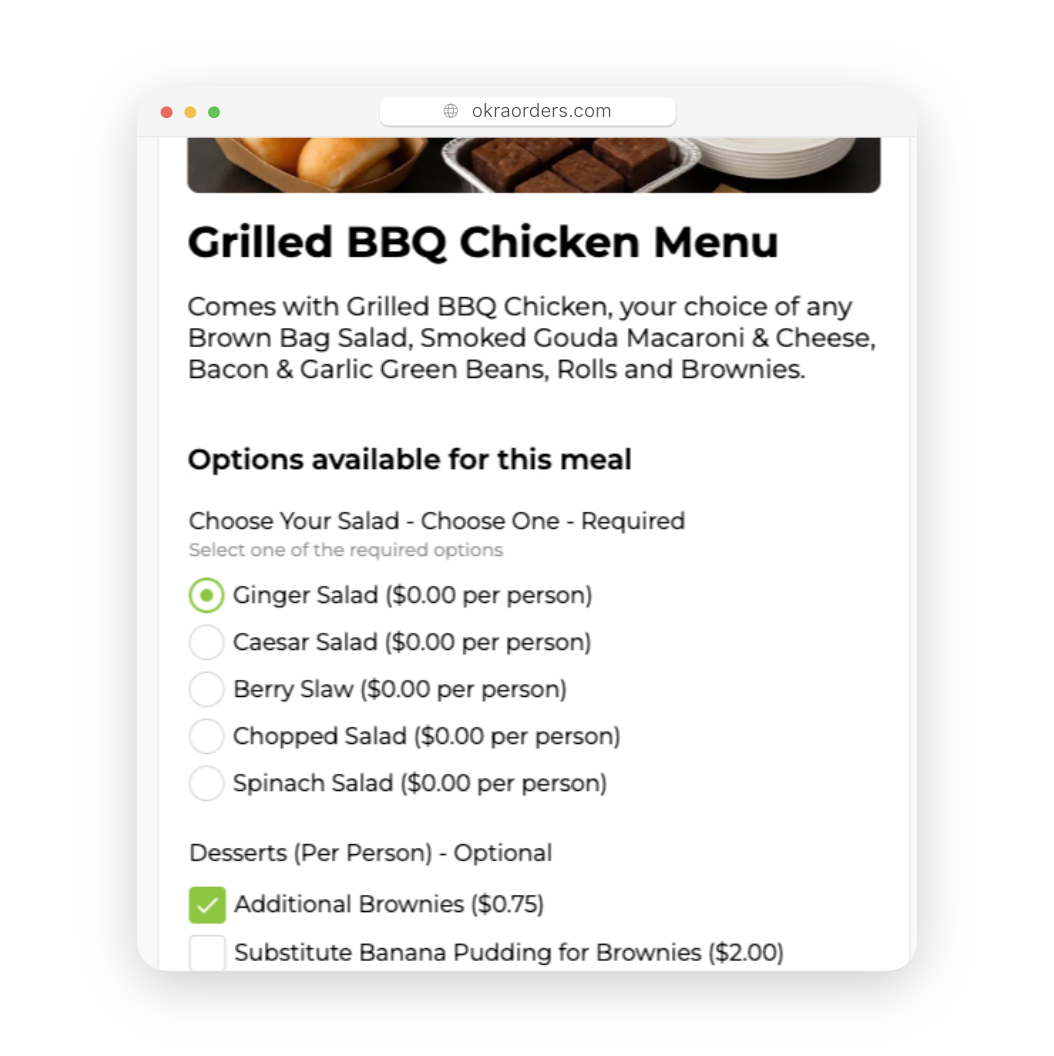 okraorders.com
Grilled BBQ Chicken Menu
Comes with Grilled BBQ Chicken, your choice of any
Brown Bag Salad, Smoked Gouda Macaroni & Cheese,
Bacon & Garlic Green Beans, Rolls and Brownies.
Options available for this meal
Choose Your Salad - Choose One - Required
Select one of the required options
Ginger Salad ($0.00 per person)
Caesar Salad ($0.00 per person)
Berry Slaw ($0.00 per person)
Chopped Salad ($0.00 per person)
Spinach Salad ($0.00 per person)
Desserts (Per Person) - Optional
Additional Brownies ($0.75)
Substitute Banana Pudding for Brownies ($2.00)